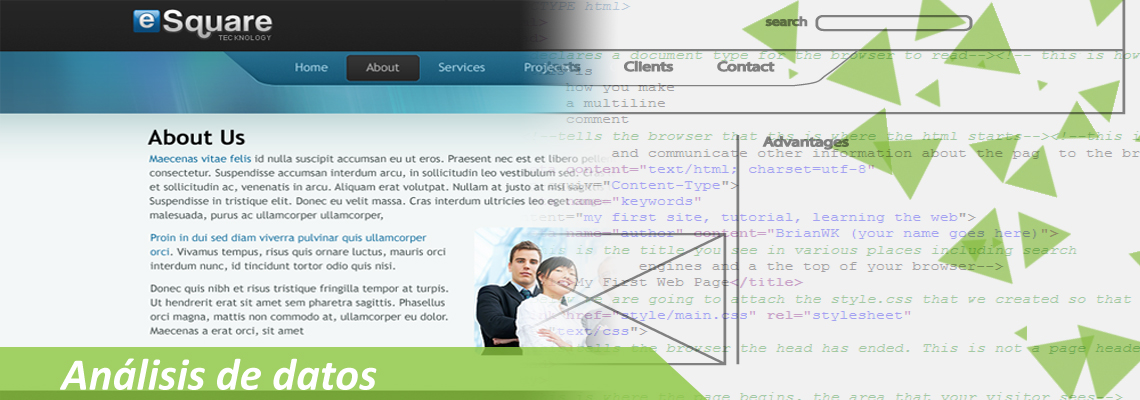 TYPE html>
eSquare
TECKNOLOGY
search
clares a document type for the browser to read--><!-- this is how
Home About Services Projects Clients Contact
is
how you make
a multiline
comment
--tells the browser that ths is where the html starts--><!--this
About Us
Advantages
Maecenas vitae felis id nulla suscipit accumsan eu ut eros. Praesent nec est et libero
and communicate other information about the pag to the br
consectetur. Suspendisse accumsan interdum arcu, in sollicitudin leo vestibulum sed.
content="text/html; charset=utf-8"
et sollicitudin ac, venenatis in arcu. Aliquam erat volutpat. Nullam at justo at nisl
"Content-Type">
Suspendisse in tristique elit. Donec eu velit massa. Cras interdum ultricies leo eget
name="keywords"
malesuada, purus ac ullamcorper ullamcorper,
"my first site, tutorial, learning the web">
name="author" content="BrianWK (your name goes here)">
Proin in dui sed diam viverra pulvinar quis ullamcorper
orci. Vivamus tempus, risus quis ornare luctus, mauris orci
is the title you see in various places including search
interdum nunc, id tincidunt tortor odio quis nisi.
engines and a the top of your browser-->
My First Web Page</title>
Donec quis nibh et risus tristique fringilla tempor at turpis.
Ut hendrerit erat sit amet sem pharetra sagittis. Phasellus
are going to attach the style.css that we created so that
orci magna, mattis non commodo at, ullamcorper eu dolor.
href="style/main.css" rel="stylesheet"
Maecenas a erat orci, sit amet
"text/css">
the browser the head has ended. This is not a page heade
Análisis de datos
where the page begins, the area that your visitor sees-->